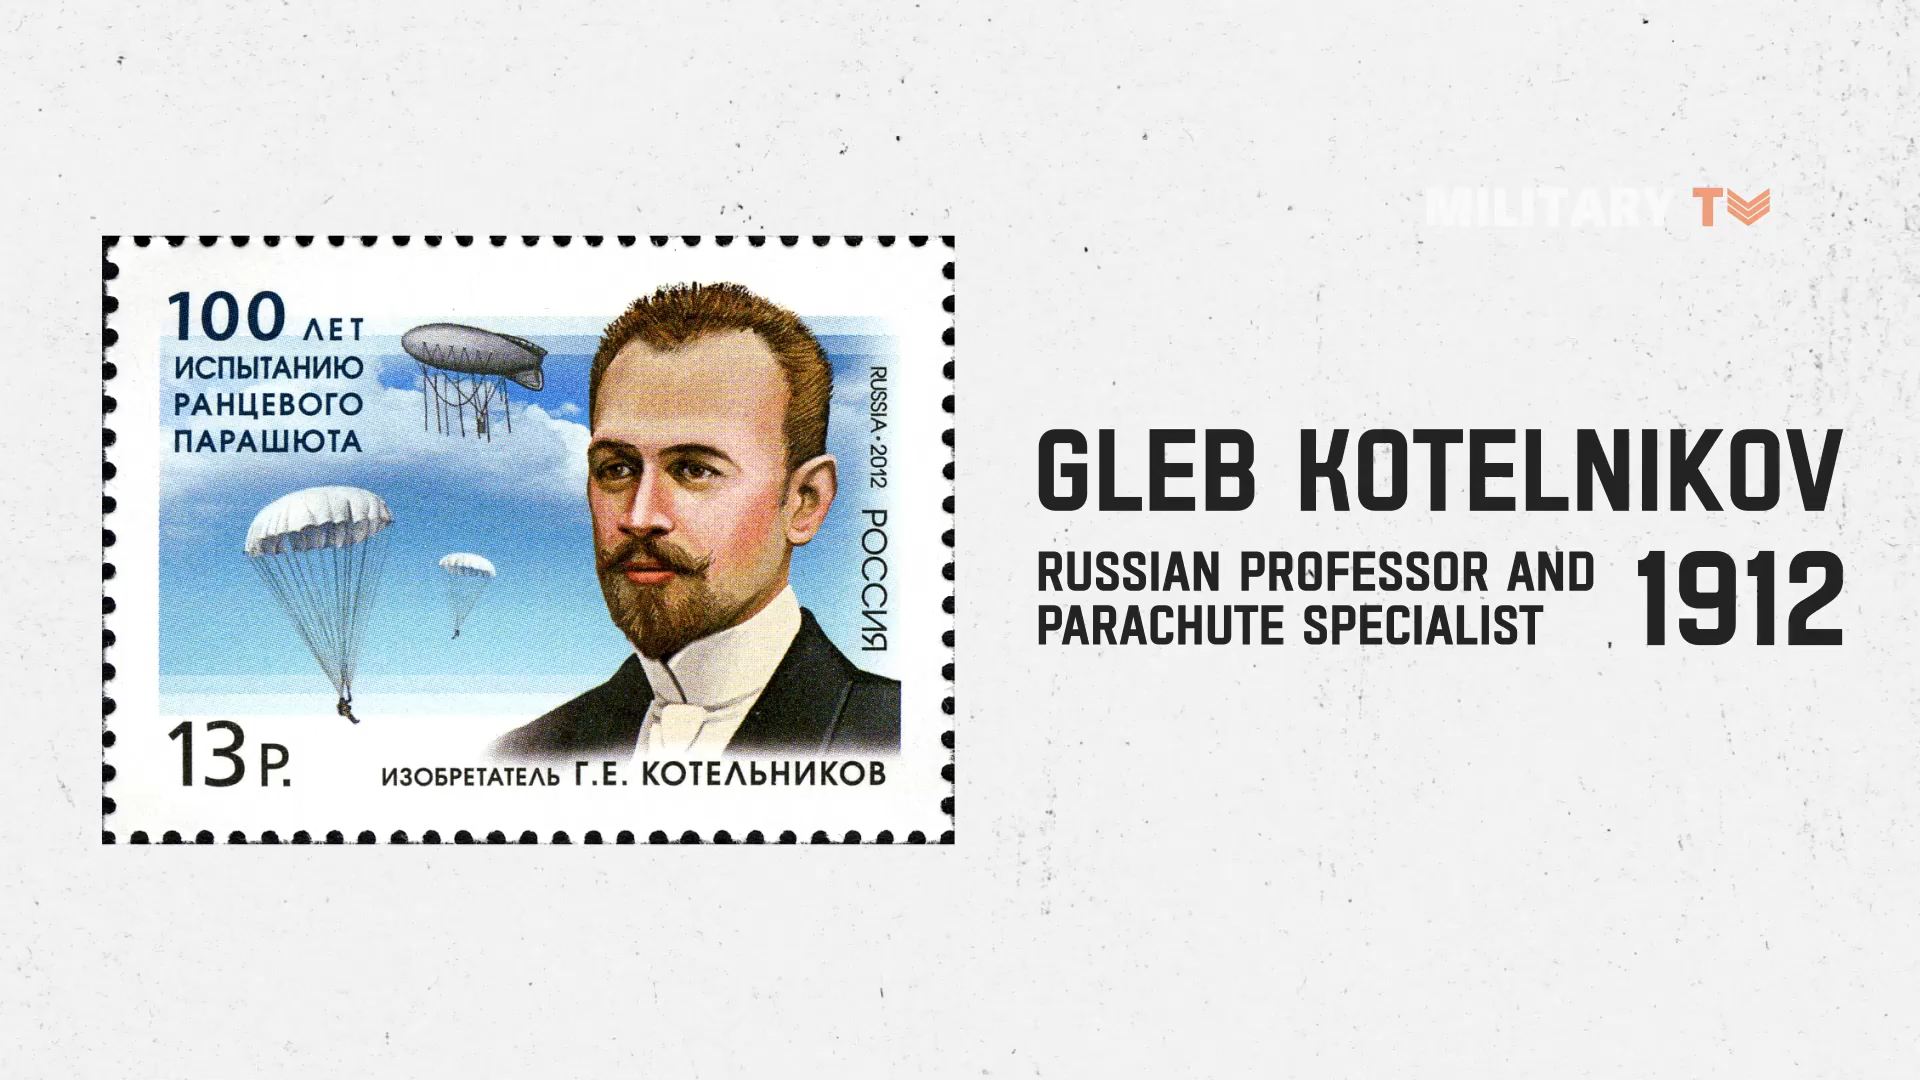 MILITARY TV
100 ЛЕТ
ИСПЫТАНИЮ
РАНЦЕВОГО
ПАРАШЮТА
RUSSIA•2012 РОССИЯ
13 Р.
ИЗОБРЕТАТЕЛЬ Г.Е. КОТЕЛЬНИКОВ
GLEB KOTELNIKOV
RUSSIAN PROFESSOR AND
PARACHUTE SPECIALIST
1912